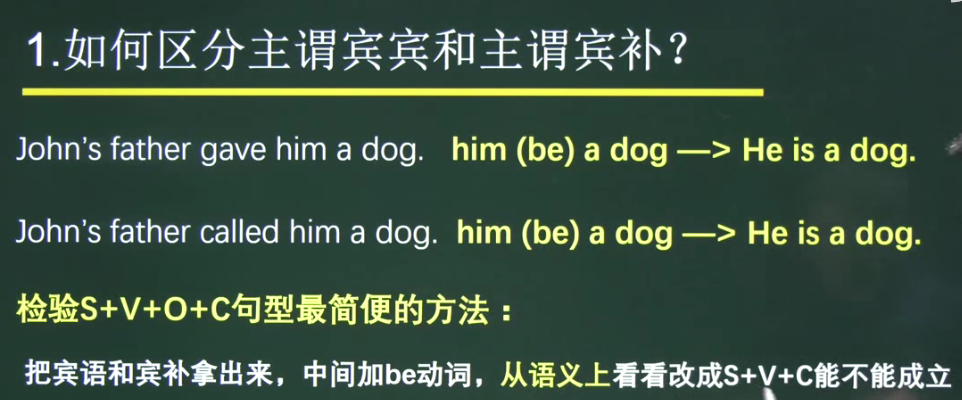 1.如何区分主谓宾宾和主谓宾补？
John's father gave him a dog. him (be) a dog —> He is a dog.
John's father called him a dog. him (be) a dog —> He is a dog.
检验S+V+O+C句型最简便的方法：
把宾语和宾补拿出来，中间加be动词，从语义上看看改成S+V+C能不能成立